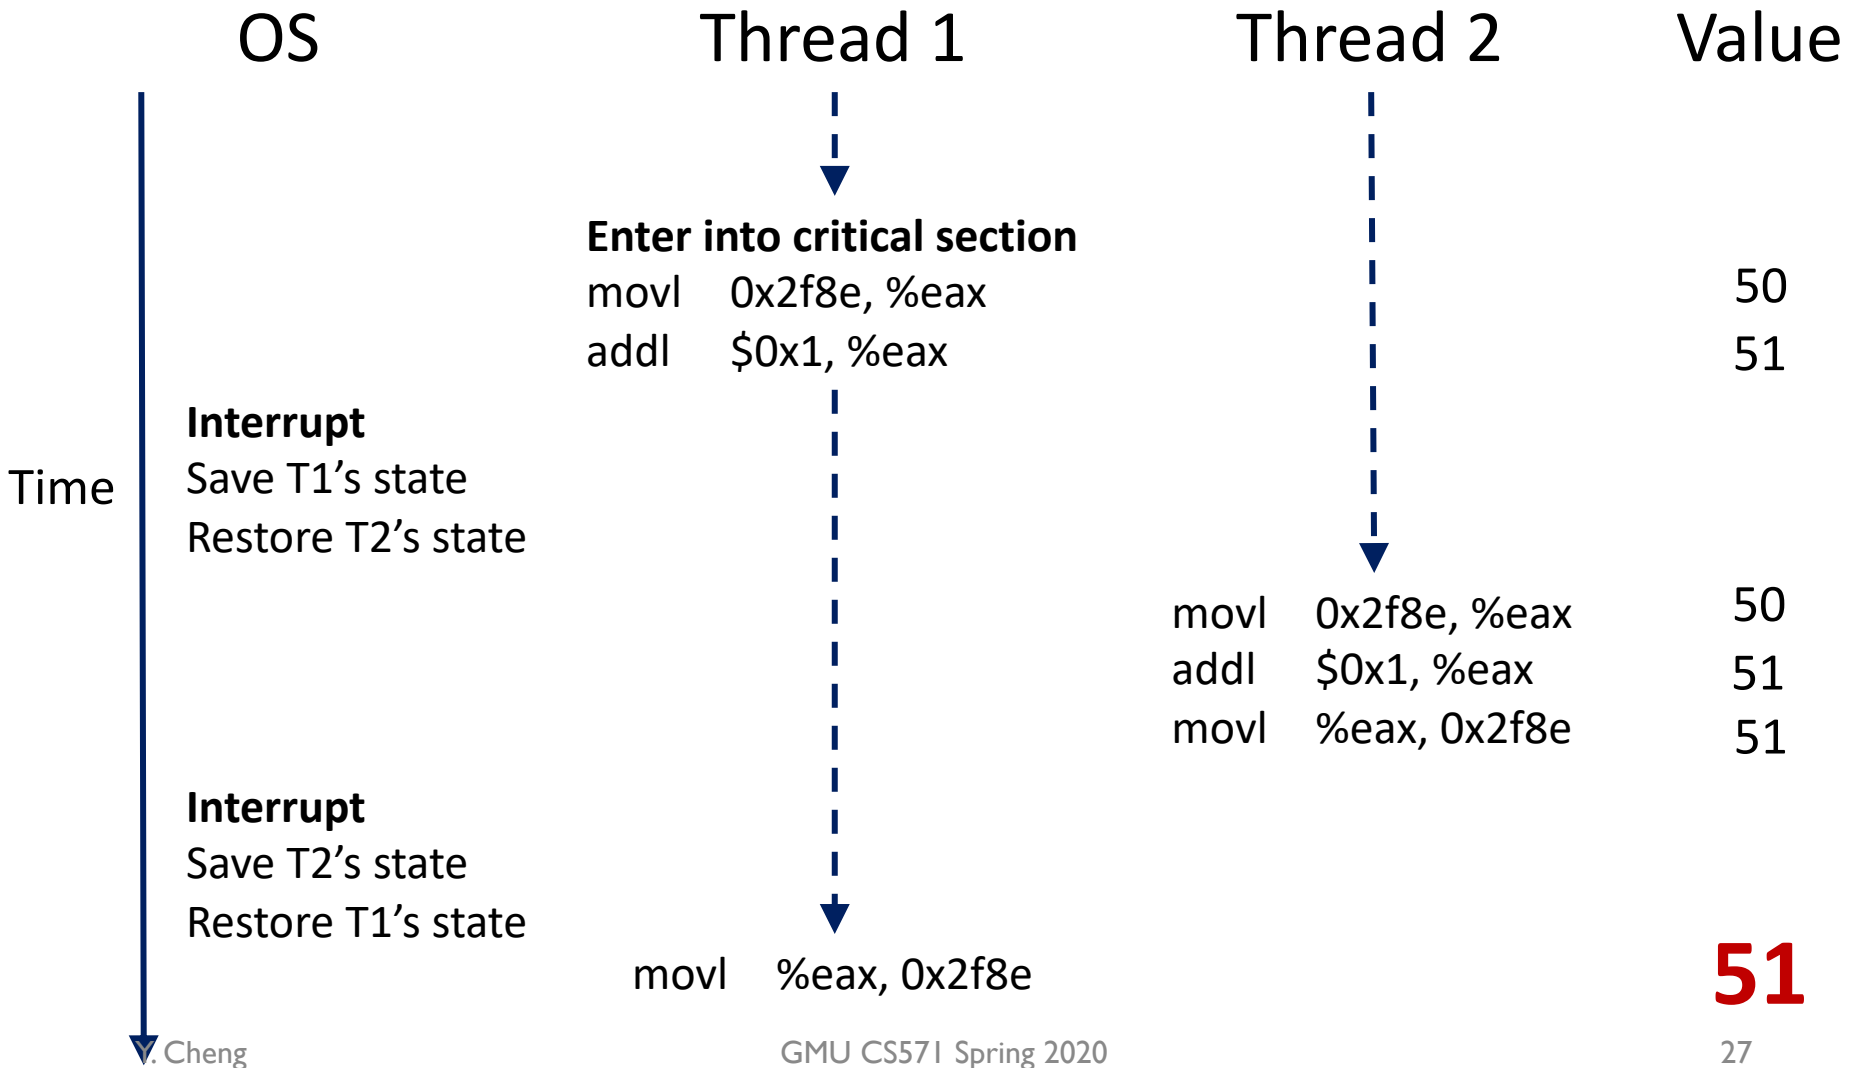 OS Thread 1 Thread 2 Value
Enter into critical section
movl 0x2f8e, %eax 50
addl $0x1, %eax 51
Interrupt
Time
Save T1’s state
Restore T2’s state
movl 0x2f8e, %eax 50
addl $0x1, %eax 51
movl %eax, 0x2f8e 51
Interrupt
Save T2’s state
Restore T1’s state
movl %eax, 0x2f8e 51
Y. Cheng GMU CS571 Spring 2020 27